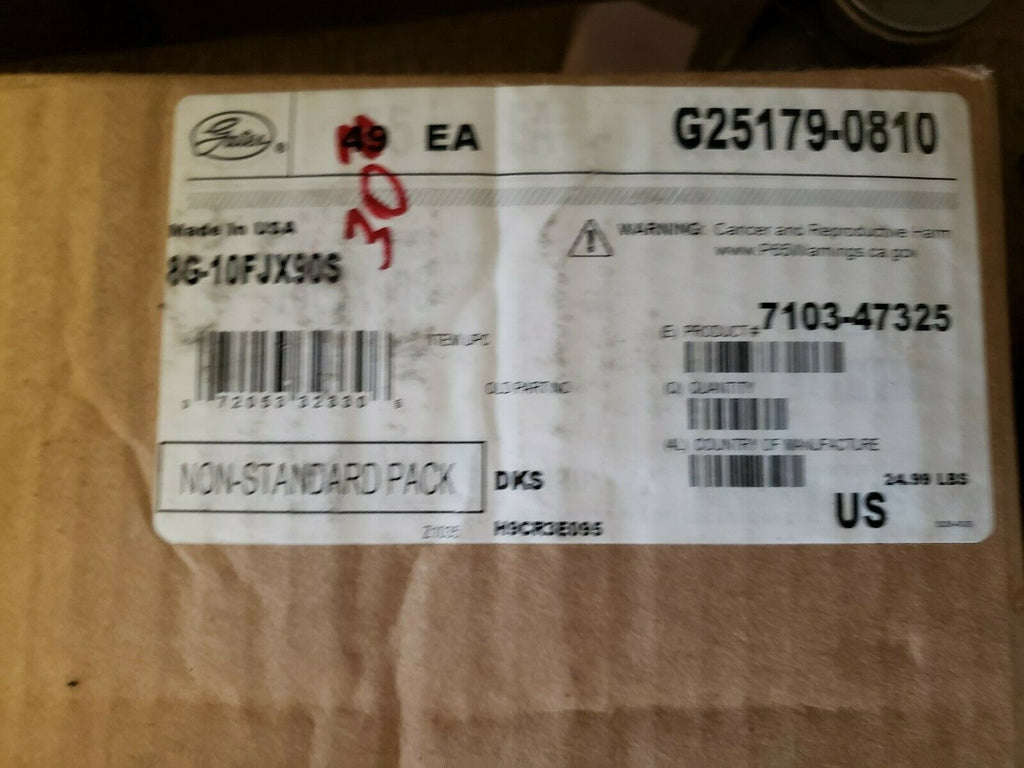 Gates ®
49 EA
G25179-0810
30
Made In USA
8G-10FJX90S
WARNING: Cancer and Reproductive Harm
www.P65Warnings.ca.gov
(E) PRODUCT# 7103-47325
ITEM UPC
72053 32330
OLD PART NO
(Q) QUANTITY
(4L) COUNTRY OF MANUFACTURE
NON-STANDARD PACK
DKS
24.99 LBS
US
H9CR3E095